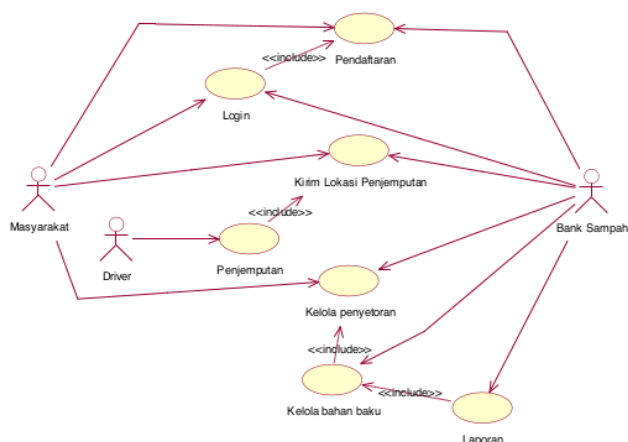 <<include>>
Pendaftaran
Login
Kirim Lokasi Penjemputan
Masyarakat
Bank Sampah
<<include>>
Driver
Penjemputan
Kelola penyetoran
<<include>>
<<include>>
Kelola bahan baku
Laporan